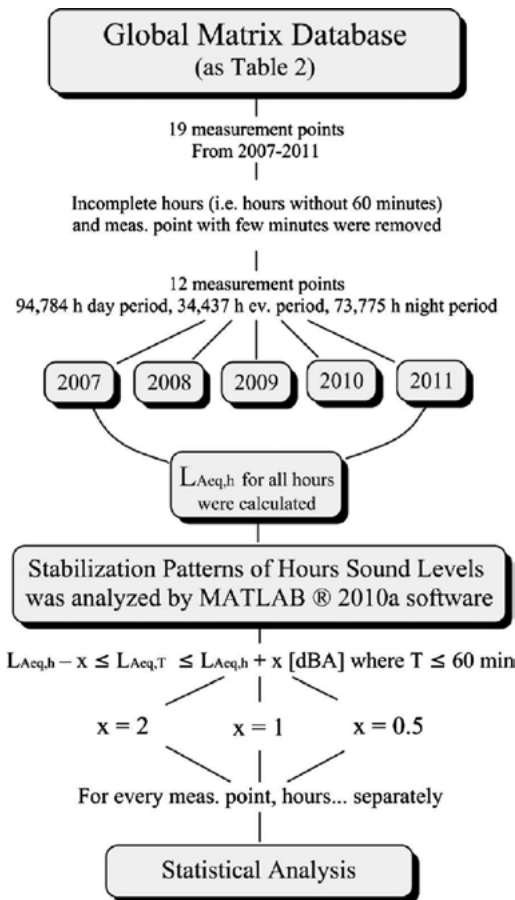 Global Matrix Database
(as Table 2)
19 measurement points
From 2007-2011
Incomplete hours (i.e. hours without 60 minutes)
and meas. point with few minutes were removed
12 measurement points
94,784 h day period, 34,437 h ev. period, 73,775 h night period
2007 2008 2009 2010 2011
LAeq,h for all hours
were calculated
Stabilization Patterns of Hours Sound Levels
was analyzed by MATLAB ® 2010a software
LAeq,h – x ≤ LAeq,T ≤ LAeq,h + x [dBA] where T ≤ 60 min
x = 2 x = 1 x = 0.5
For every meas. point, hours... separately
Statistical Analysis